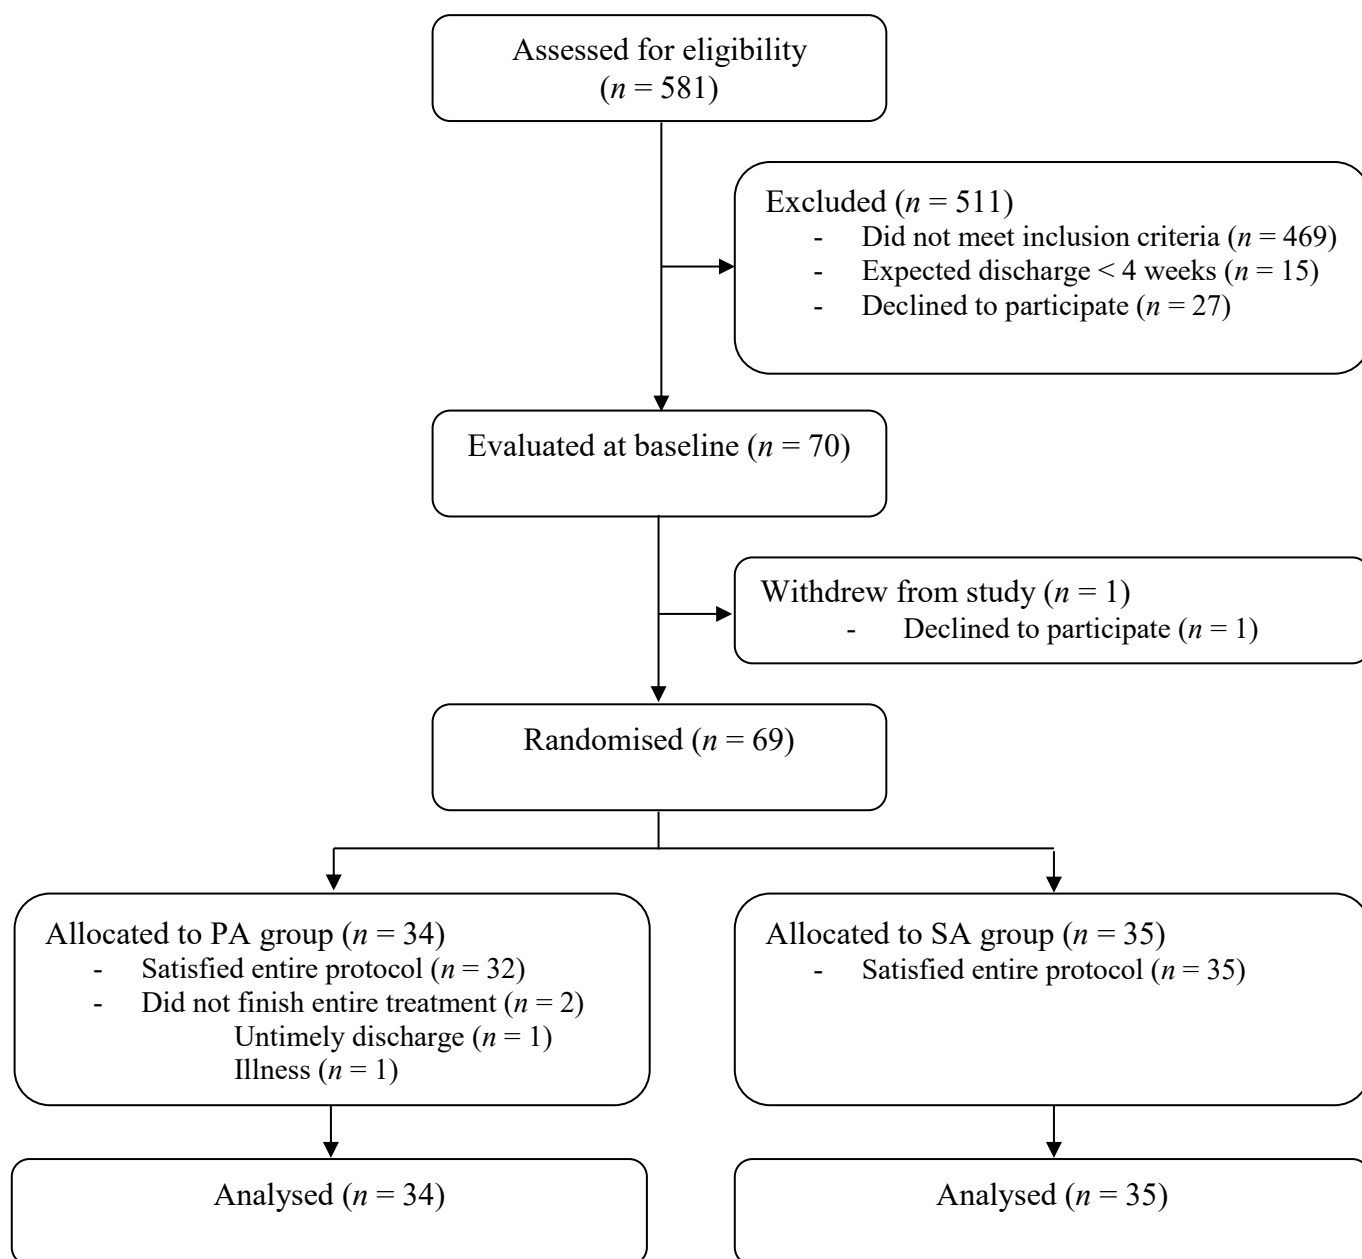 Assessed for eligibility
(n = 581)
Excluded (n = 511)
- Did not meet inclusion criteria (n = 469)
- Expected discharge < 4 weeks (n = 15)
- Declined to participate (n = 27)
Evaluated at baseline (n = 70)
Withdrew from study (n = 1)
- Declined to participate (n = 1)
Randomised (n = 69)
Allocated to PA group (n = 34)
- Satisfied entire protocol (n = 32)
- Did not finish entire treatment (n = 2)
Untimely discharge (n = 1)
Illness (n = 1)
Allocated to SA group (n = 35)
- Satisfied entire protocol (n = 35)
Analysed (n = 34)
Analysed (n = 35)